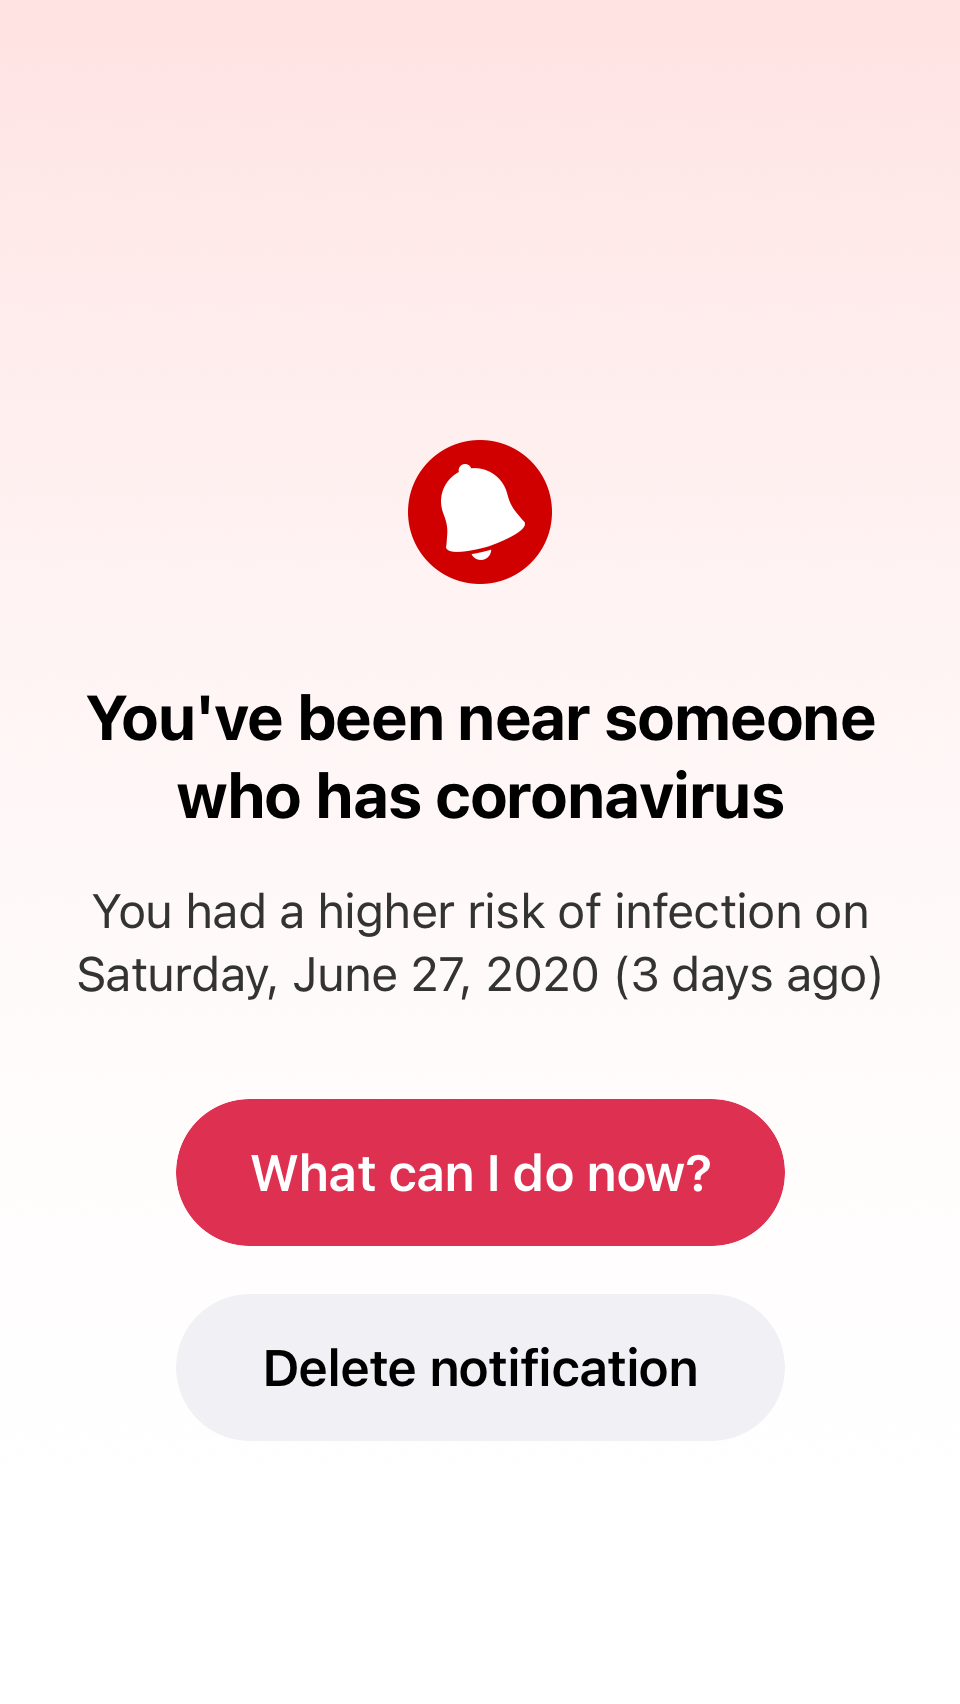 You've been near someone
who has coronavirus
You had a higher risk of infection on
Saturday, June 27, 2020 (3 days ago)
What can I do now?
Delete notification